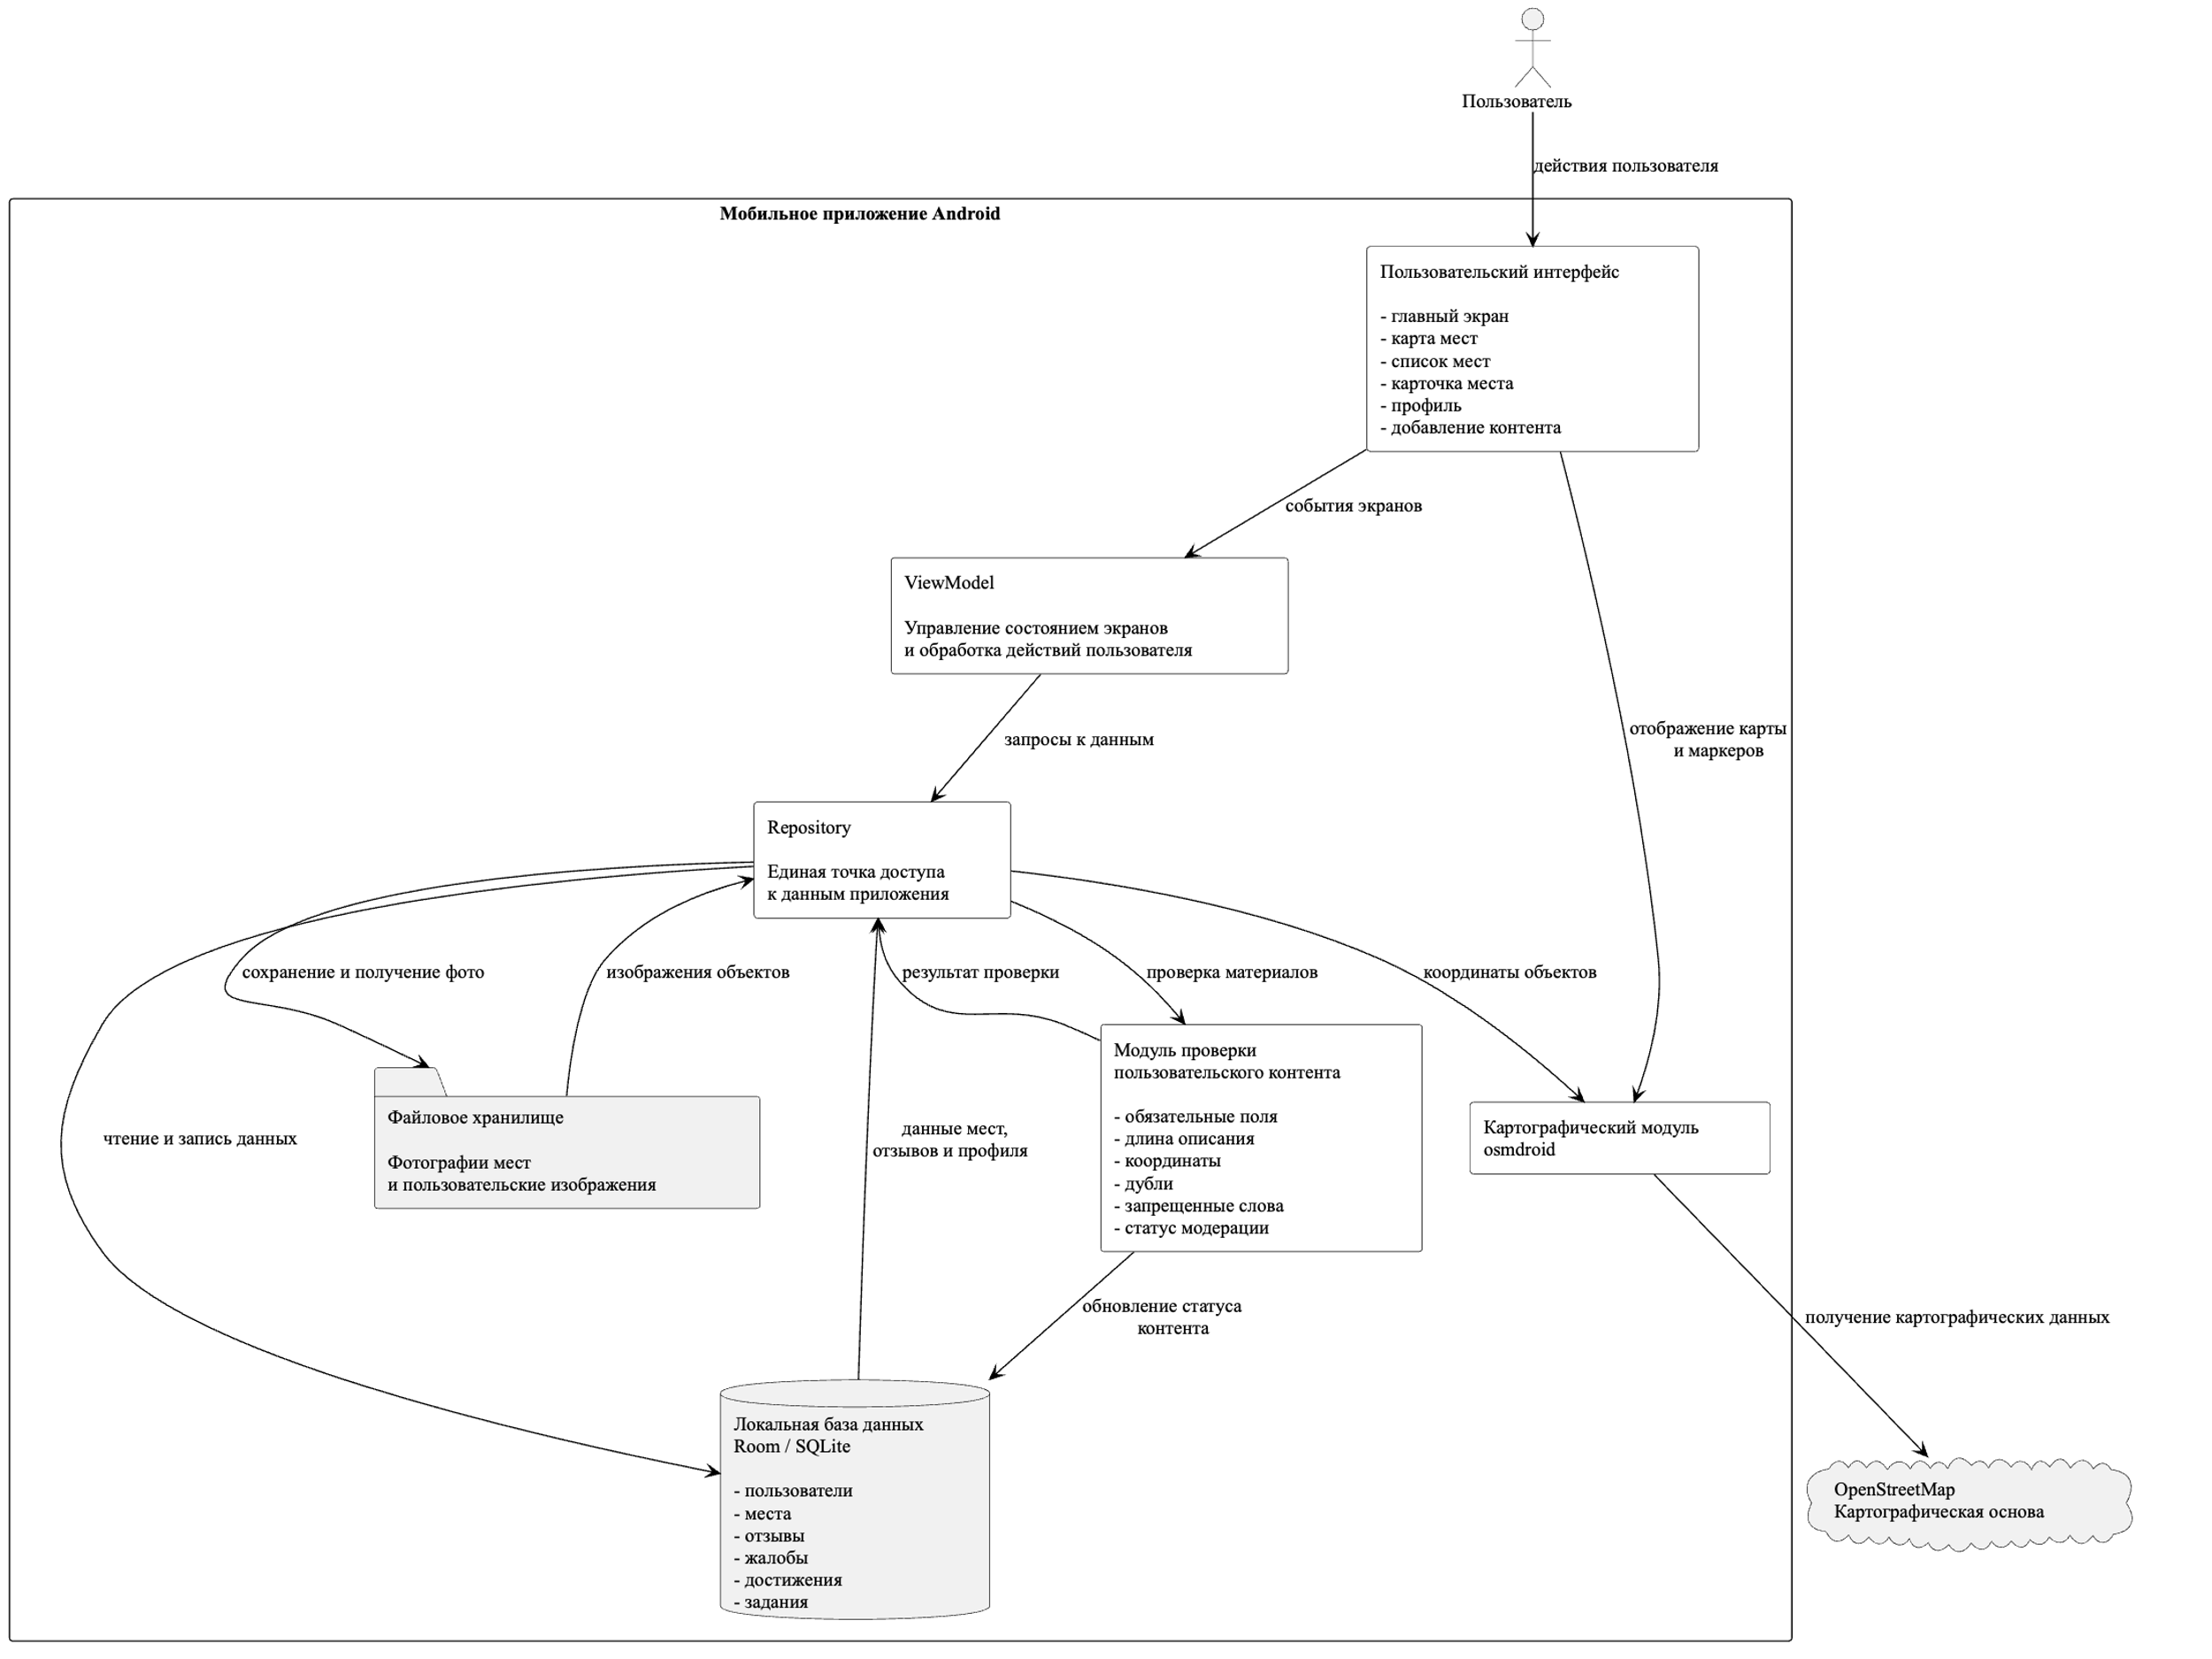 Пользователь
действия пользователя
Мобильное приложение Android
Пользовательский интерфейс
- главный экран
- карта мест
- список мест
- карточка места
- профиль
- добавление контента
события экранов
ViewModel
Управление состоянием экранов
и обработка действий пользователя
отображение карты
и маркеров
запросы к данным
Repository
Единая точка доступа
к данным приложения
сохранение и получение фото
изображения объектов
результат проверки
проверка материалов
координаты объектов
Модуль проверки
пользовательского контента
- обязательные поля
- длина описания
- координаты
- дубли
- запрещенные слова
- статус модерации
Файловое хранилище
Фотографии мест
и пользовательские изображения
чтение и запись данных
данные мест,
отзывов и профиля
Картографический модуль
osmdroid
обновление статуса
контента
получение картографических данных
Локальная база данных
Room / SQLite
- пользователи
- места
- отзывы
- жалобы
- достижения
- задания
OpenStreetMap
Картографическая основа